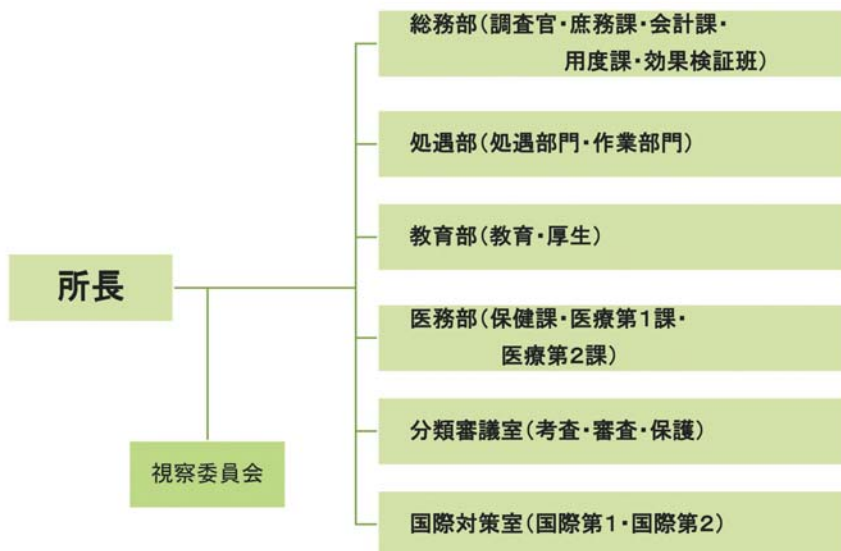 総務部(調査官・庶務課・会計課・
用度課・効果検証班)
処遇部(処遇部門・作業部門)
教育部(教育・厚生)
所長
医務部(保健課・医療第1課・
医療第2課)
分類審議室(考査・審査・保護)
視察委員会
国際対策室(国際第1・国際第2)